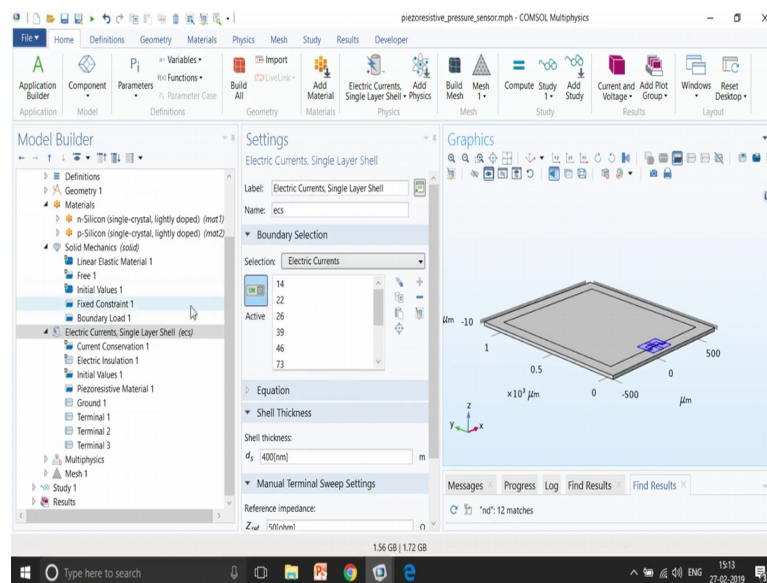 piezoresistive_pressure_sensor.mph - COMSOL Multiphysics
File Home Definitions Geometry Materials Physics Mesh Study Results Developer
A
Application Builder
Application
Component
Model
Pi
Parameters
a= Variables
f(x) Functions
Pi Parameter Case
Definitions
Build All
Import
LiveLink
Geometry
Add Material
Materials
Electric Currents, Single Layer Shell
Add Physics
Physics
Build Mesh
Mesh 1
Mesh
Compute
Study 1
Add Study
Study
Current and Voltage
Add Plot Group
Results
Windows
Reset Desktop
Layout
Model Builder
Definitions
Geometry 1
Materials
n-Silicon (single-crystal, lightly doped) (mat1)
p-Silicon (single-crystal, lightly doped) (mat2)
Solid Mechanics (solid)
Linear Elastic Material 1
Free 1
Initial Values 1
Fixed Constraint 1
Boundary Load 1
Electric Currents, Single Layer Shell (ecs)
Current Conservation 1
Electric Insulation 1
Initial Values 1
Piezoresistive Material 1
Ground 1
Terminal 1
Terminal 2
Terminal 3
Multiphysics
Mesh 1
Study 1
Results
Settings
Electric Currents, Single Layer Shell
Label: Electric Currents, Single Layer Shell
Name: ecs
Boundary Selection
Selection: Electric Currents
Active
14
22
26
39
46
73
Equation
Shell Thickness
Shell thickness:
ds 400[nm] m
Manual Terminal Sweep Settings
Reference impedance:
Zref 50[ohm] Ω
Graphics
μm -10
1
0.5
×10³ μm
0
-500
0
500
μm
z
y x
Messages Progress Log Find Results Find Results
"nd": 12 matches
1.56 GB | 1.72 GB
Type here to search
ENG
15:13
27-02-2019